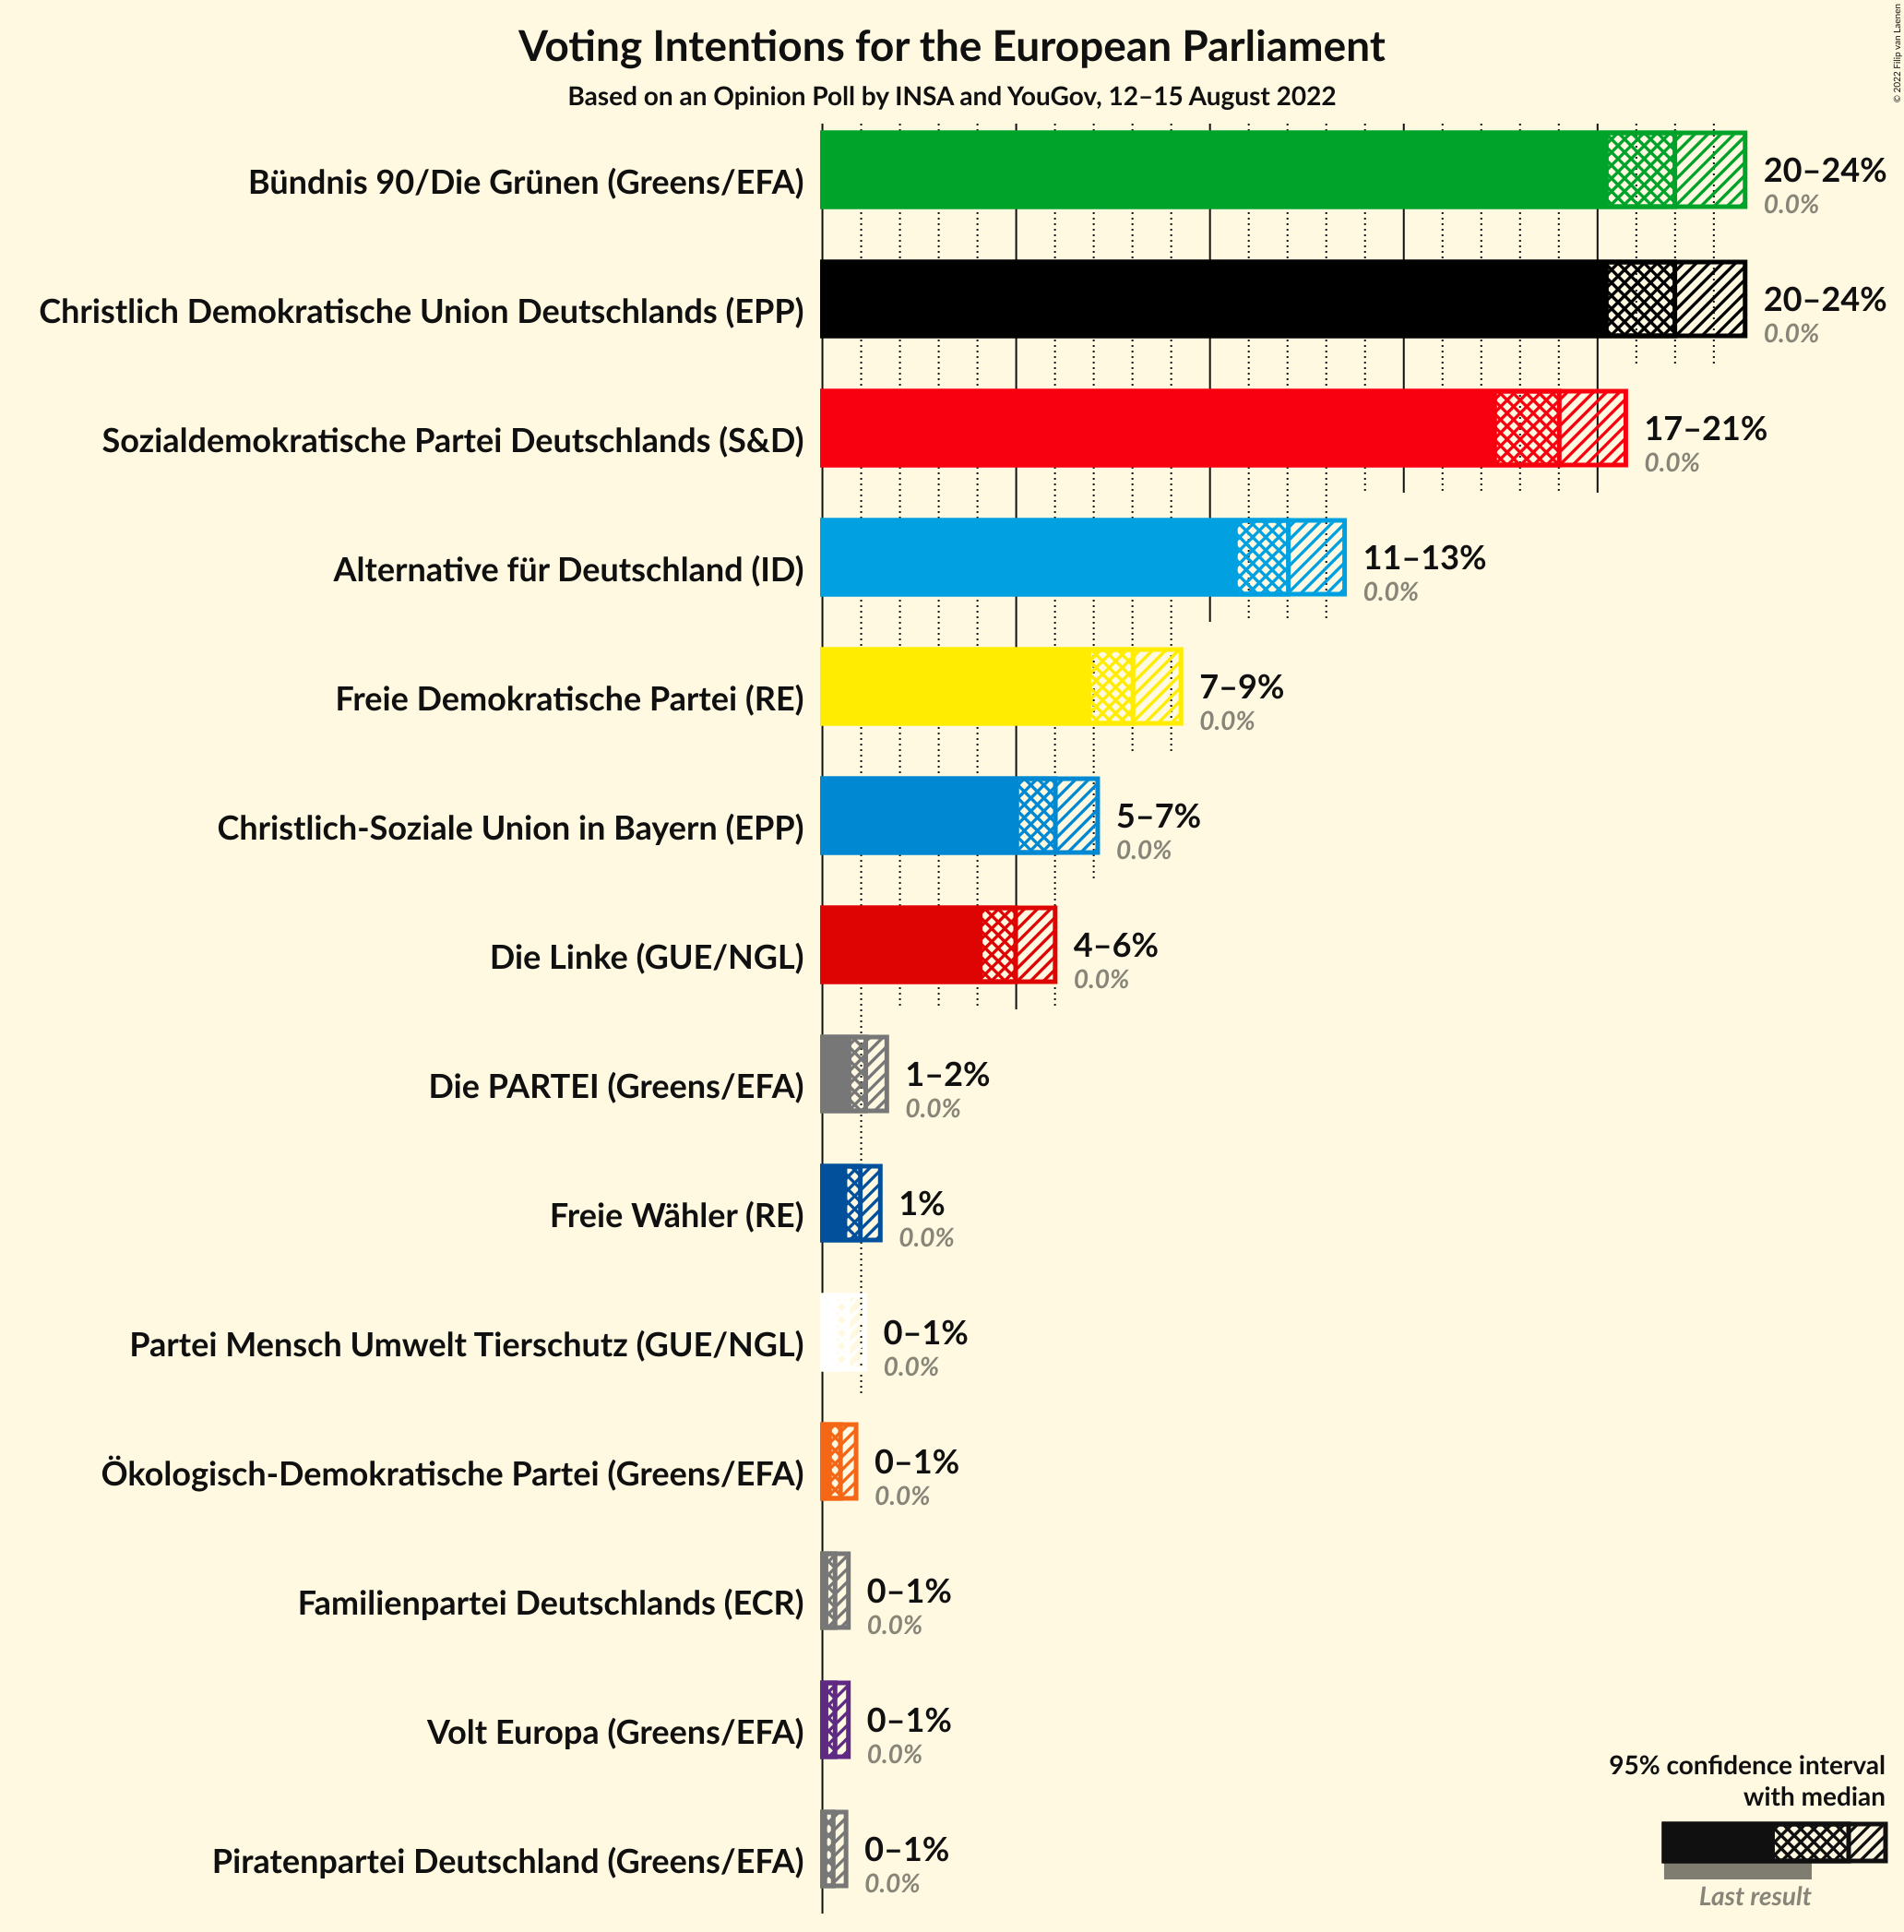 Voting Intentions for the European Parliament
Based on an Opinion Poll by INSA and YouGov, 12–15 August 2022
© 2022 Filip van Laenen
Bündnis 90/Die Grünen (Greens/EFA)
20–24%
0.0%
Christlich Demokratische Union Deutschlands (EPP)
20–24%
0.0%
Sozialdemokratische Partei Deutschlands (S&D)
17–21%
0.0%
Alternative für Deutschland (ID)
11–13%
0.0%
Freie Demokratische Partei (RE)
7–9%
0.0%
Christlich-Soziale Union in Bayern (EPP)
5–7%
0.0%
Die Linke (GUE/NGL)
4–6%
0.0%
Die PARTEI (Greens/EFA)
1–2%
0.0%
Freie Wähler (RE)
1%
0.0%
Partei Mensch Umwelt Tierschutz (GUE/NGL)
0–1%
0.0%
Ökologisch-Demokratische Partei (Greens/EFA)
0–1%
0.0%
Familienpartei Deutschlands (ECR)
0–1%
0.0%
Volt Europa (Greens/EFA)
0–1%
0.0%
Piratenpartei Deutschland (Greens/EFA)
0–1%
0.0%
95% confidence interval
with median
Last result